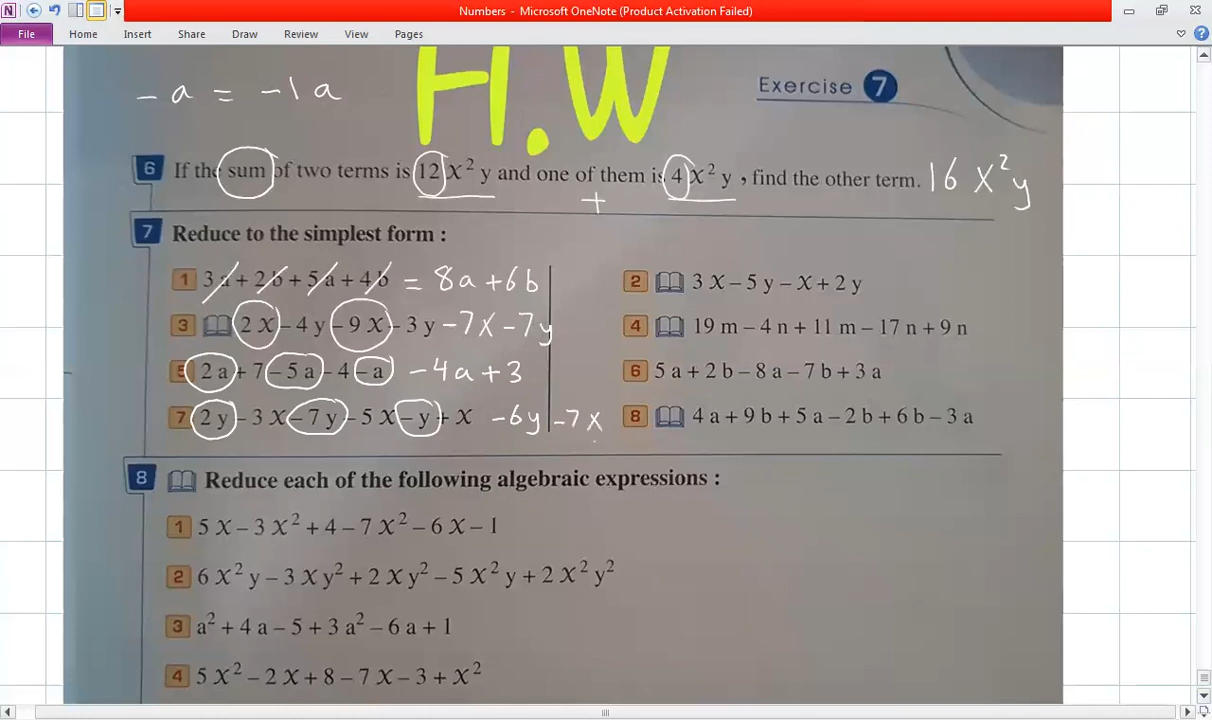 Numbers - Microsoft OneNote (Product Activation Failed)
File Home Insert Share Draw Review View Pages
H.W
- a = -1a
Exercise 7
6 If the sum of two terms is 12 x² y and one of them is 4 x² y , find the other term. 16 x² y
+
7 Reduce to the simplest form :
1 3 a + 2 b + 5 a + 4 b = 8a + 6b
2 3 x - 5 y - x + 2 y
3 2 x - 4 y - 9 x - 3 y - 7x - 7y
4 19 m - 4 n + 11 m - 17 n + 9 n
5 2 a + 7 - 5 a - 4 - a - 4a + 3
6 5 a + 2 b - 8 a - 7 b + 3 a
7 2 y - 3 x - 7 y - 5 x - y + x - 6y - 7x
8 4 a + 9 b + 5 a - 2 b + 6 b - 3 a
8 Reduce each of the following algebraic expressions :
1 5 x - 3 x² + 4 - 7 x² - 6 x - 1
2 6 x² y - 3 x y² + 2 x y² - 5 x² y + 2 x² y²
3 a² + 4 a - 5 + 3 a² - 6 a + 1
4 5 x² - 2 x + 8 - 7 x - 3 + x²